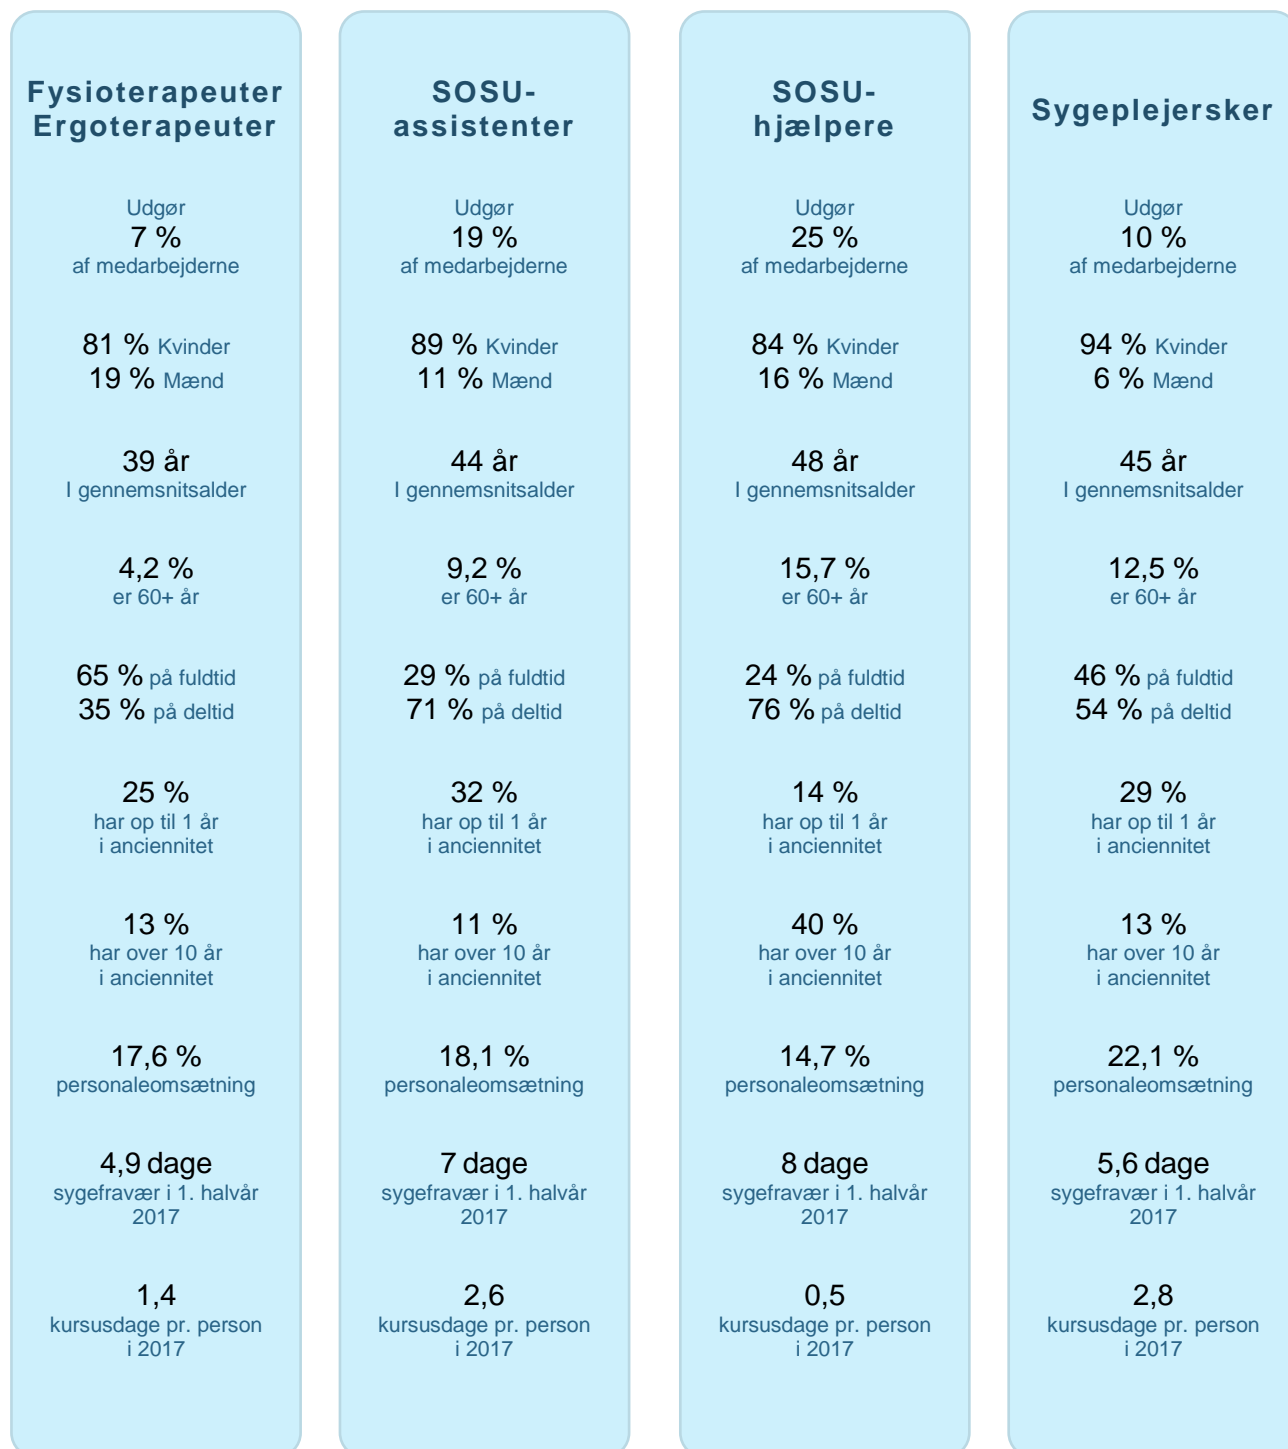 Fysioterapeuter
Ergoterapeuter
Udgør
7 %
af medarbejderne
81 % Kvinder
19 % Mænd
39 år
I gennemsnitsalder
4,2 %
er 60+ år
65 % på fuldtid
35 % på deltid
25 %
har op til 1 år
i anciennitet
13 %
har over 10 år
i anciennitet
17,6 %
personaleomsætning
4,9 dage
sygefravær i 1. halvår
2017
1,4
kursusdage pr. person
i 2017
SOSU-
assistenter
Udgør
19 %
af medarbejderne
89 % Kvinder
11 % Mænd
44 år
I gennemsnitsalder
9,2 %
er 60+ år
29 % på fuldtid
71 % på deltid
32 %
har op til 1 år
i anciennitet
11 %
har over 10 år
i anciennitet
18,1 %
personaleomsætning
7 dage
sygefravær i 1. halvår
2017
2,6
kursusdage pr. person
i 2017
SOSU-
hjælpere
Udgør
25 %
af medarbejderne
84 % Kvinder
16 % Mænd
48 år
I gennemsnitsalder
15,7 %
er 60+ år
24 % på fuldtid
76 % på deltid
14 %
har op til 1 år
i anciennitet
40 %
har over 10 år
i anciennitet
14,7 %
personaleomsætning
8 dage
sygefravær i 1. halvår
2017
0,5
kursusdage pr. person
i 2017
Sygeplejersker
Udgør
10 %
af medarbejderne
94 % Kvinder
6 % Mænd
45 år
I gennemsnitsalder
12,5 %
er 60+ år
46 % på fuldtid
54 % på deltid
29 %
har op til 1 år
i anciennitet
13 %
har over 10 år
i anciennitet
22,1 %
personaleomsætning
5,6 dage
sygefravær i 1. halvår
2017
2,8
kursusdage pr. person
i 2017